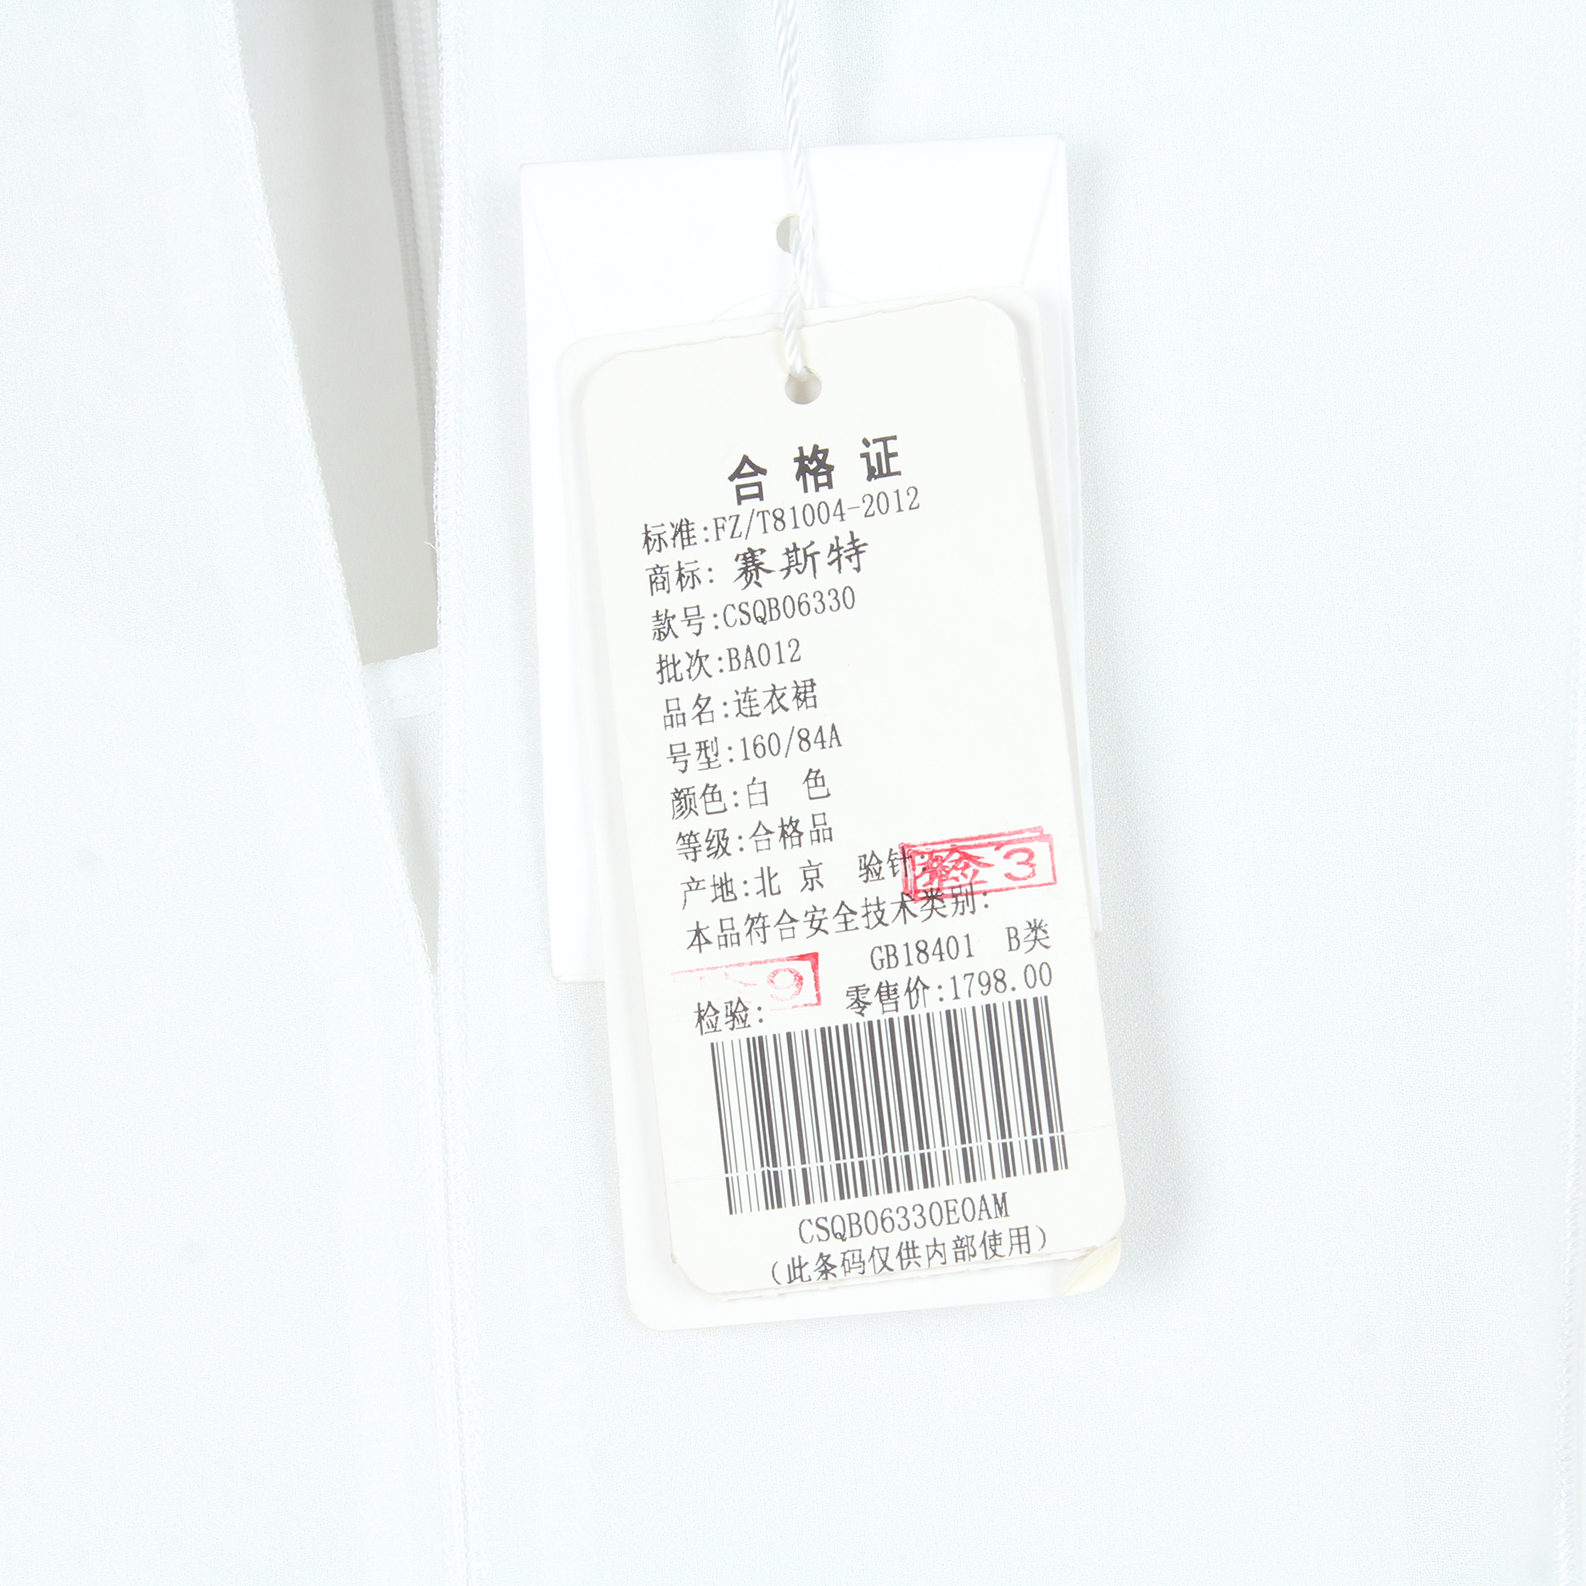 合格证
标准:FZ/T81004-2012
商标: 赛斯特
款号:CSQB06330
批次:BA012
品名:连衣裙
号型:160/84A
颜色:白 色
等级:合格品
产地:北 京 验针:
检3
本品符合安全技术类别:
GB18401 B类
9
检验: 零售价:1798.00
CSQB06330E0AM
(此条码仅供内部使用)